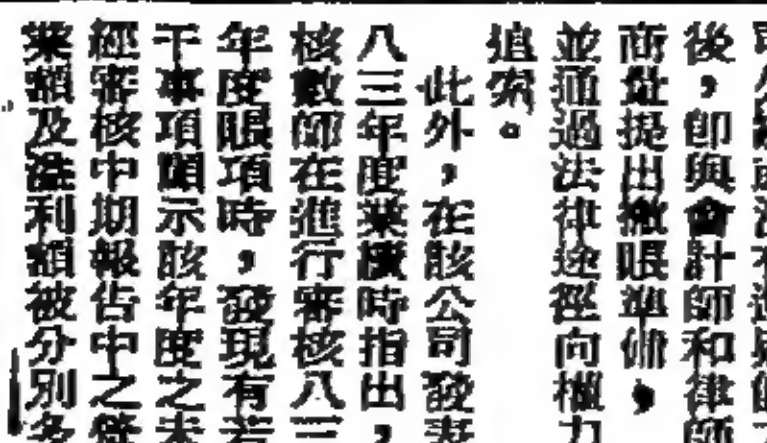 後，即與會計師和律師
商量提出撇賬準備，
並通過法律途徑向權力
追索。
此外，在該公司發表
八三年度業績時指出，
核數師在進行審核八三
年度賬項時，發現有若
干事項顯示該年度之未
經審核中期報告中之營
業額及溢利額被分別多